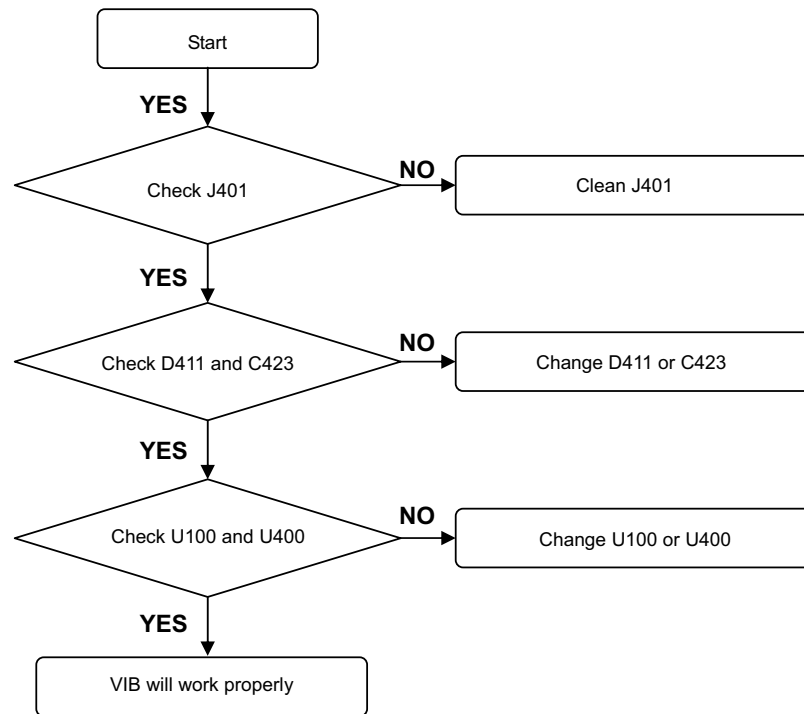 Start
YES
Check J401
NO
Clean J401
YES
Check D411 and C423
NO
Change D411 or C423
YES
Check U100 and U400
NO
Change U100 or U400
YES
VIB will work properly